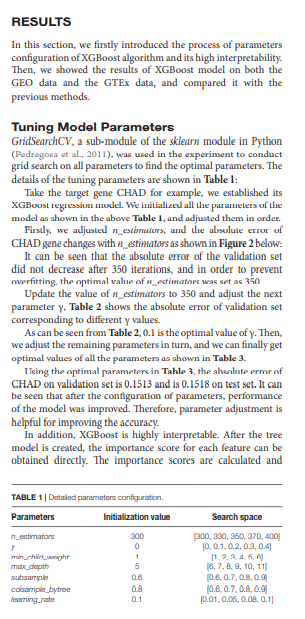 RESULTS
In this section, we firstly introduced the process of parameters
configuration of XGBoost algorithm and its high interpretability.
Then, we showed the results of XGBoost model on both the
GEO data and the GTEx data, and compared it with the
previous methods.
Tuning Model Parameters
GridSearchCV, a sub-module of the sklearn module in Python
(Pedregosa et al., 2011), was used in the experiment to conduct
grid search on all parameters to find the optimal parameters. The
details of the tuning parameters are shown in Table 1:
Take the target gene CHAD for example, we established its
XGBoost regression model. We initialized all the parameters of the
model as shown in the above Table 1, and adjusted them in order.
Firstly, we adjusted n_estimators, and the absolute error of
CHAD gene changes with n_estimators as shown in Figure 2 below:
It can be seen that the absolute error of the validation set
did not decrease after 350 iterations, and in order to prevent
overfitting, the optimal value of n_estimators was set as 350.
Update the value of n_estimators to 350 and adjust the next
parameter γ, Table 2 shows the absolute error of validation set
corresponding to different γ values.
As can be seen from Table 2, 0.1 is the optimal value of γ. Then,
we adjust the remaining parameters in turn, and we can finally get
optimal values of all the parameters as shown in Table 3.
Using the optimal parameters in Table 3, the absolute error of
CHAD on validation set is 0.1513 and is 0.1518 on test set. It can
be seen that after the configuration of parameters, performance
of the model was improved. Therefore, parameter adjustment is
helpful for improving the accuracy.
In addition, XGBoost is highly interpretable. After the tree
model is created, the importance score for each feature can be
obtained directly. The importance scores are calculated and
TABLE 1 | Detailed parameters configuration.
Parameters Initialization value Search space
n_estimators 300 [300, 330, 350, 370, 400]
γ 0 [0, 0.1, 0.2, 0.3, 0.4]
min_child_weight 1 [1, 2, 3, 4, 5, 6]
max_depth 5 [6, 7, 8, 9, 10, 11]
subsample 0.6 [0.6, 0.7, 0.8, 0.9]
colsample_bytree 0.8 [0.6, 0.7, 0.8, 0.9]
learning_rate 0.1 [0.01, 0.05, 0.08, 0.1]